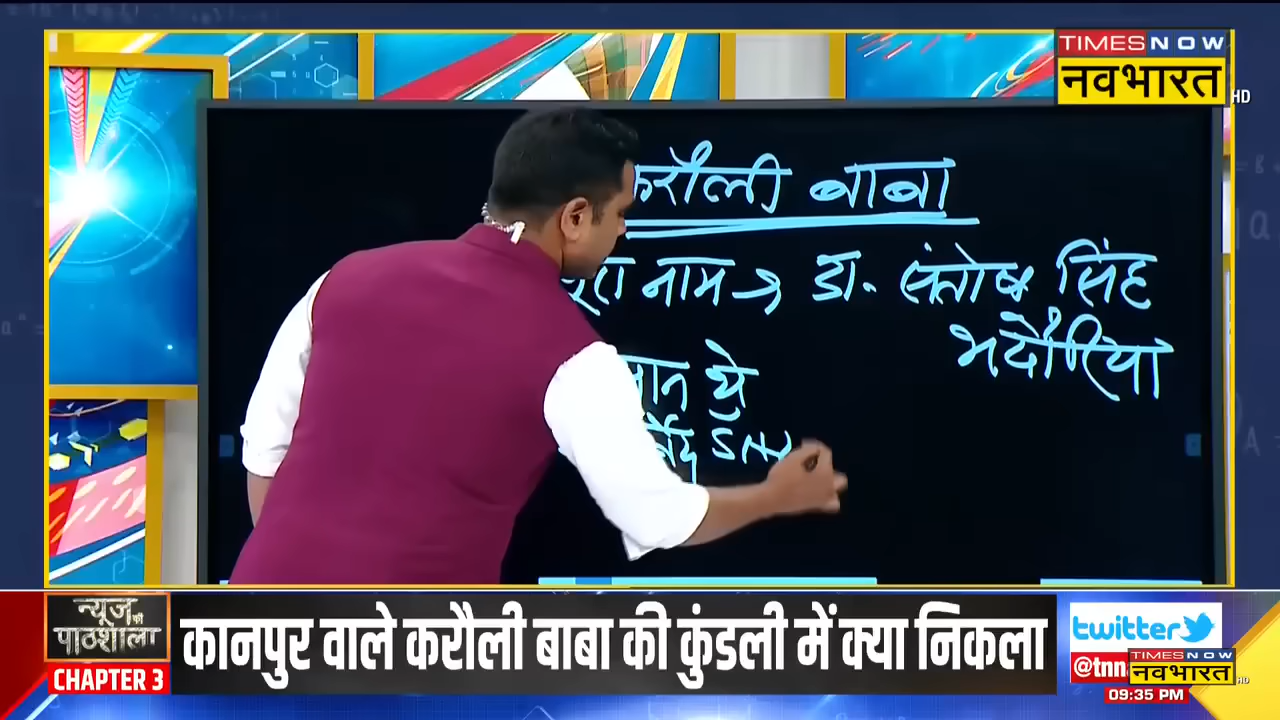 TIMES NOW
नवभारत
HD
करौली बाबा
नाम → डा. संतोष सिंह
भदौरिया
थे
न्यूज की
पाठशाला
CHAPTER 3
कानपुर वाले करौली बाबा की कुंडली में क्या निकला
twitter
@tnn
TIMES NOW
नवभारत
HD
09:35 PM